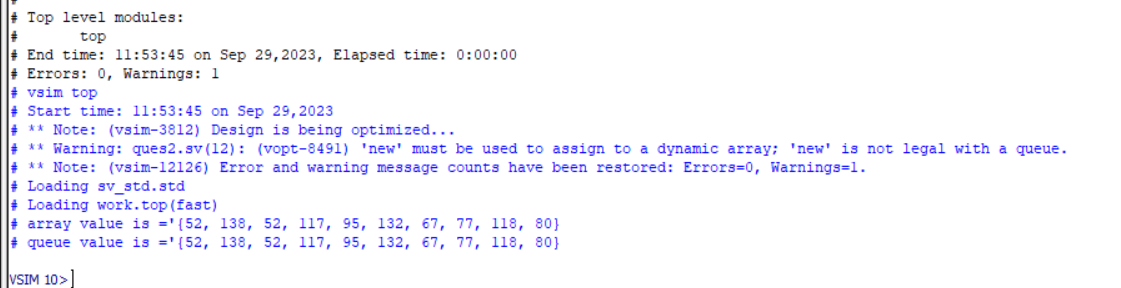 #
# Top level modules:
#       top
# End time: 11:53:45 on Sep 29,2023, Elapsed time: 0:00:00
# Errors: 0, Warnings: 1
# vsim top
# Start time: 11:53:45 on Sep 29,2023
# ** Note: (vsim-3812) Design is being optimized...
# ** Warning: ques2.sv(12): (vopt-8491) 'new' must be used to assign to a dynamic array; 'new' is not legal with a queue.
# ** Note: (vsim-12126) Error and warning message counts have been restored: Errors=0, Warnings=1.
# Loading sv_std.std
# Loading work.top(fast)
# array value is ='{52, 138, 52, 117, 95, 132, 67, 77, 118, 80}
# queue value is ='{52, 138, 52, 117, 95, 132, 67, 77, 118, 80}
VSIM 10>